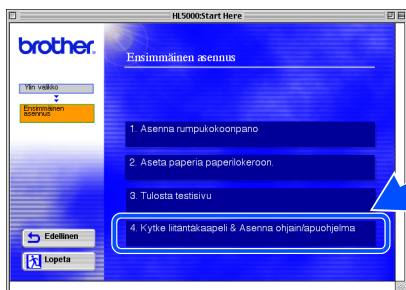 HL5000:Start Here
brother.
Ensimmäinen asennus
Ylin valikko
Ensimmäinen
asennus
1. Asenna rumpukokoonpano
2. Aseta paperia paperilokeroon.
3. Tulosta testisivu
4. Kytke liitäntäkaapeli & Asenna ohjain/apuohjelma
Edellinen
Lopeta